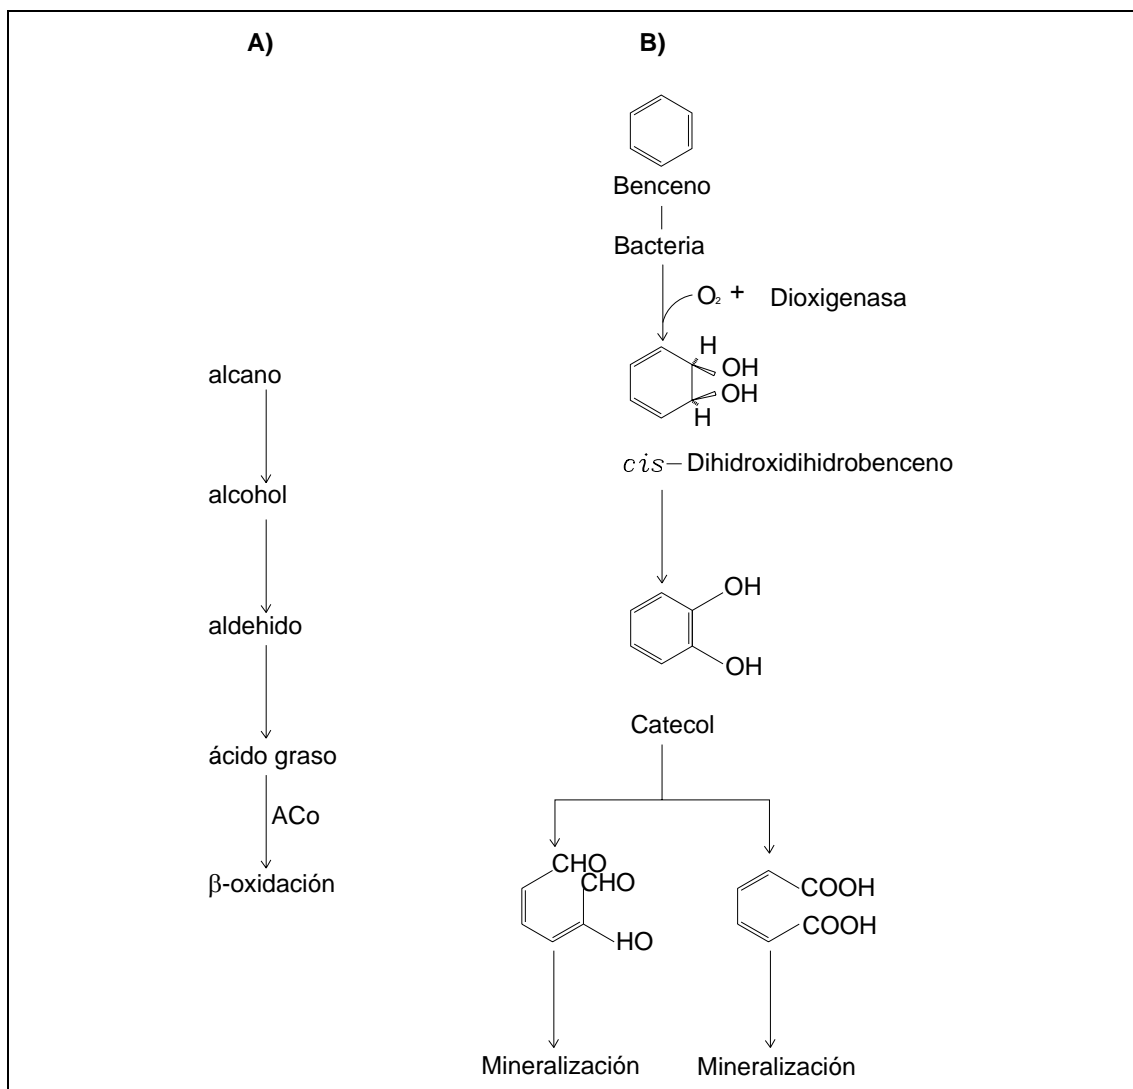 A)
alcano
alcohol
aldehido
ácido graso
ACo
β-oxidación
B)
Benceno
Bacteria
O₂ + Dioxigenasa
H
OH
OH
H
cis- Dihidroxidihidrobenceno
OH
OH
Catecol
CHO
CHO
HO
COOH
COOH
Mineralización
Mineralización